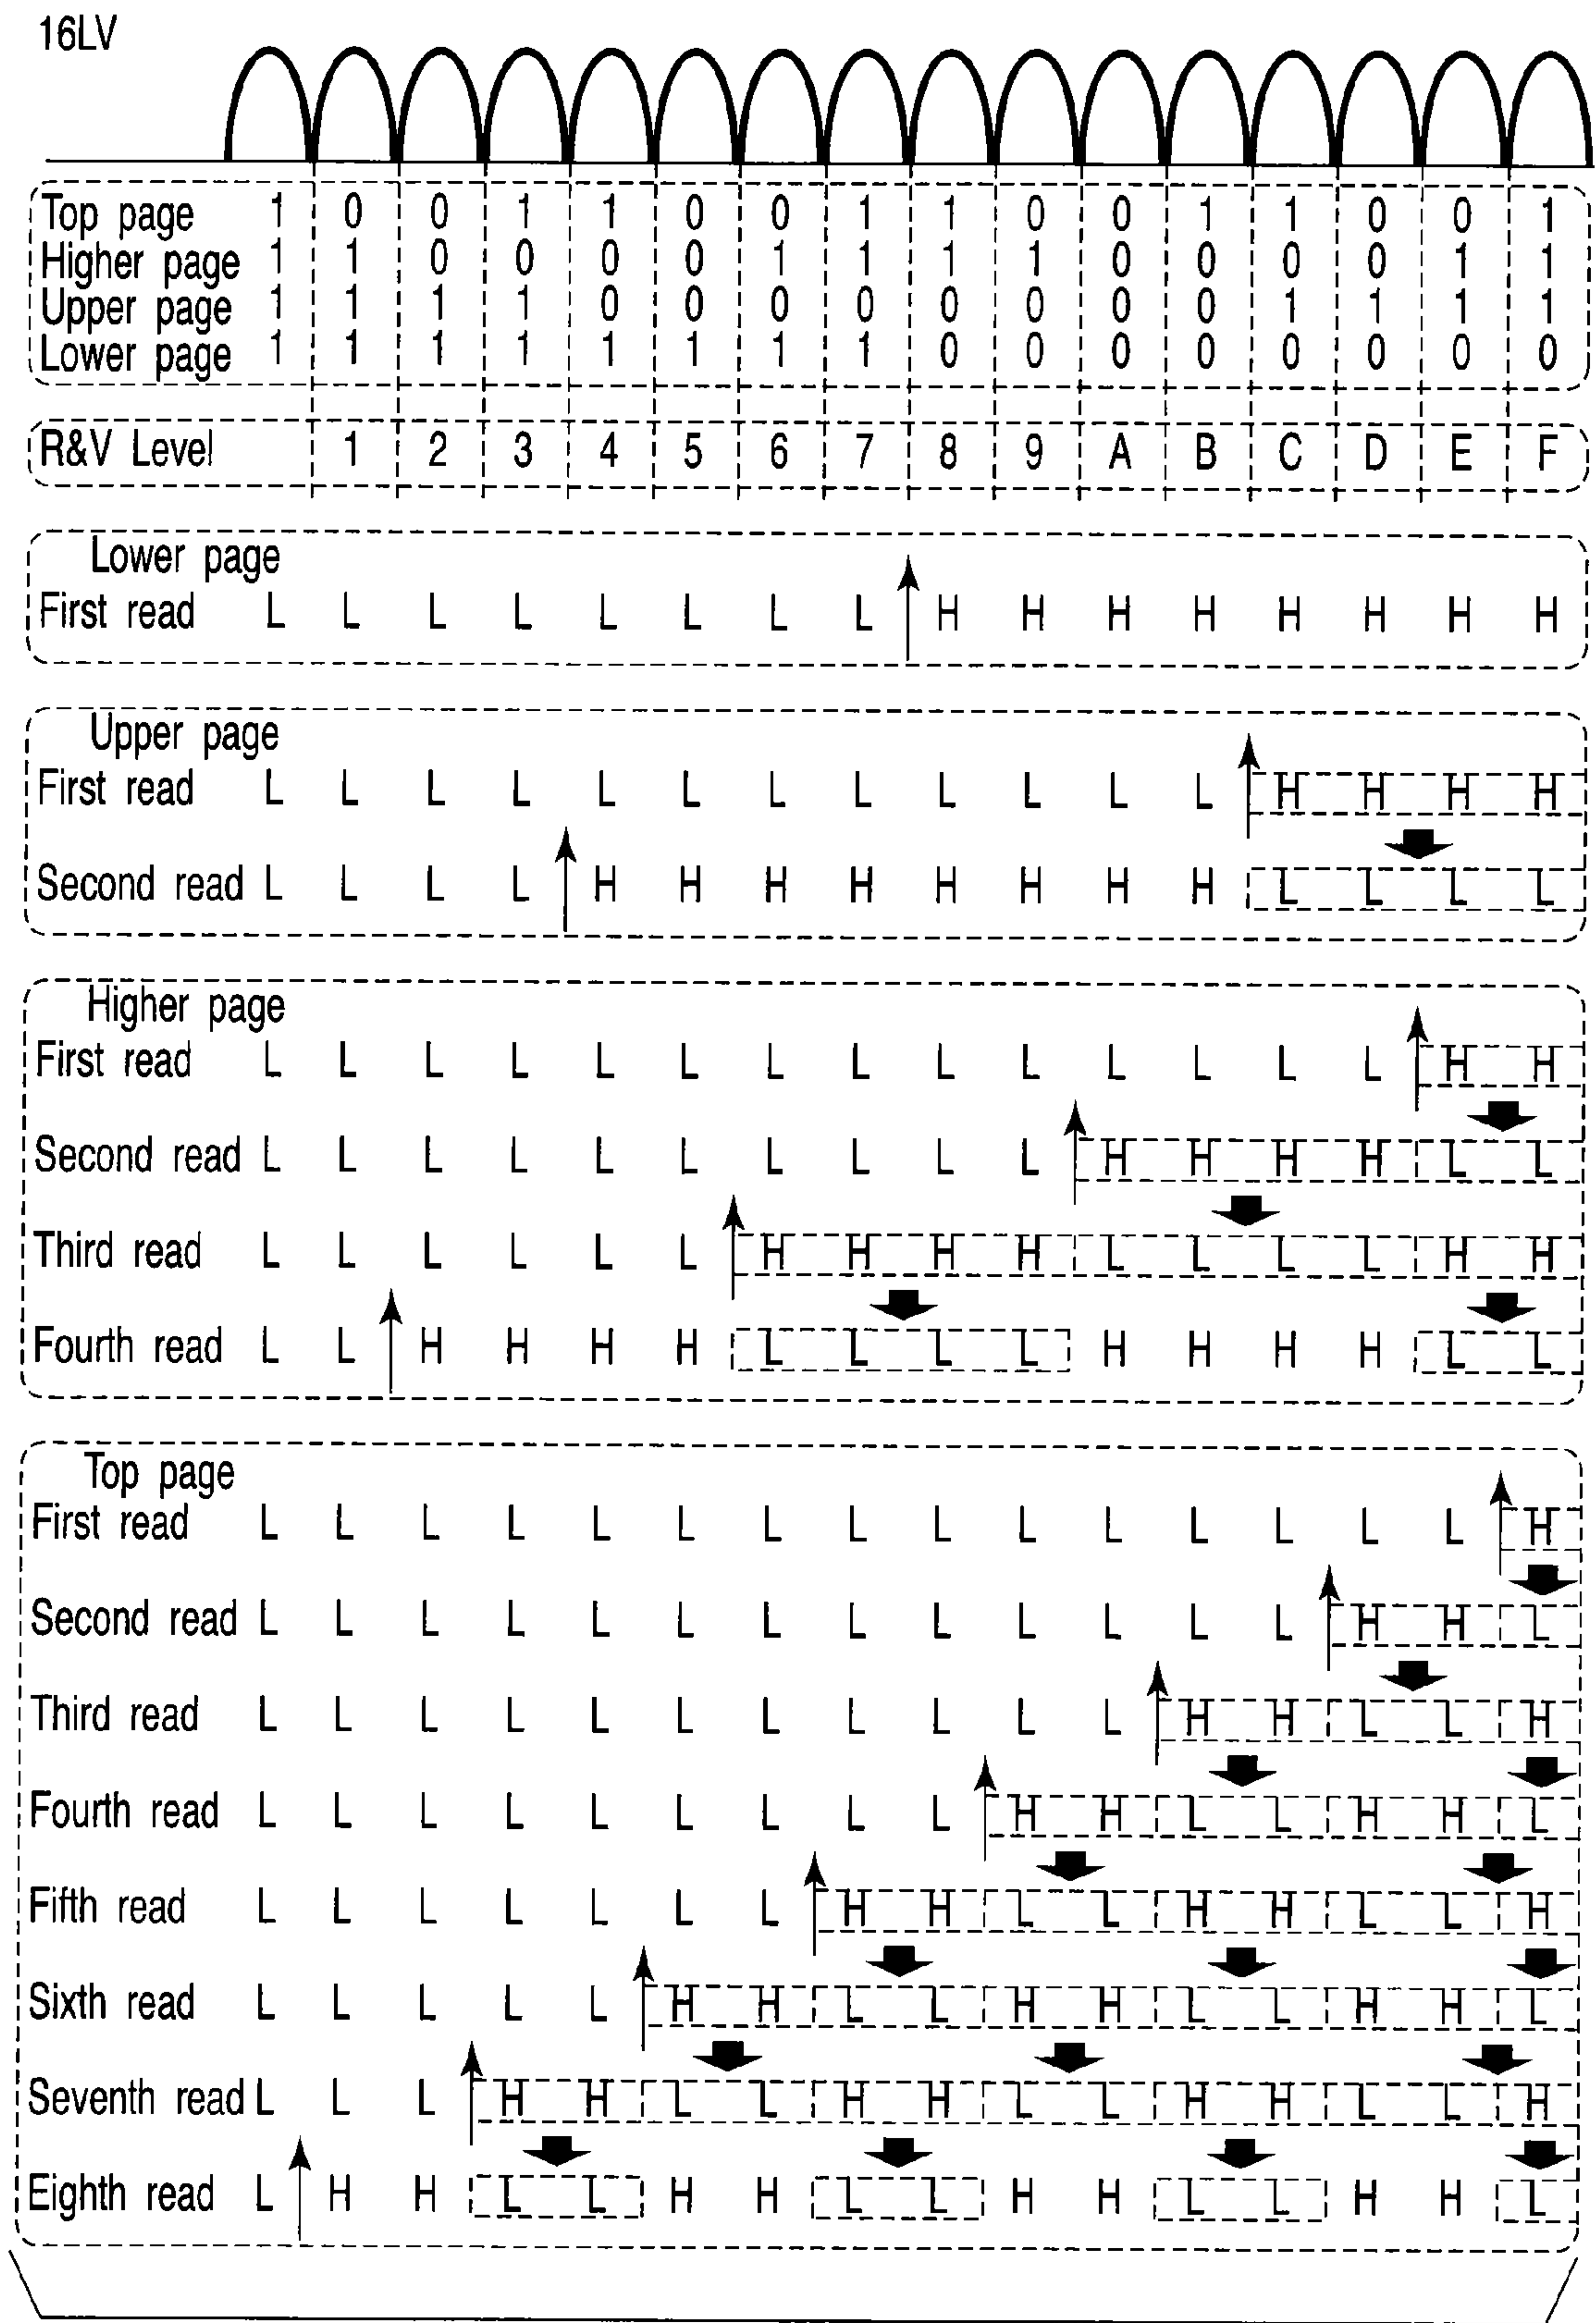 16LV
Top page 1 0 0 1 1 0 0 1 1 0 0 1 1 0 0 1
Higher page 1 1 0 0 0 0 1 1 1 1 0 0 0 0 1 1
Upper page 1 1 1 1 0 0 0 0 0 0 0 0 1 1 1 1
Lower page 1 1 1 1 1 1 1 1 0 0 0 0 0 0 0 0
R&V Level 1 2 3 4 5 6 7 8 9 A B C D E F
Lower page
First read L L L L L L L L H H H H H H H H
Upper page
First read L L L L L L L L L L L L H H H H
Second read L L L L H H H H H H H H L L L L
Higher page
First read L L L L L L L L L L L L L L H H
Second read L L L L L L L L L L H H H H L L
Third read L L L L L L H H H H L L L L H H
Fourth read L L H H H H L L L L H H H H L L
Top page
First read L L L L L L L L L L L L L L L H
Second read L L L L L L L L L L L L L H H L
Third read L L L L L L L L L L L H H L L H
Fourth read L L L L L L L L L H H L L H H L
Fifth read L L L L L L L H H L L H H L L H
Sixth read L L L L L H H L L H H L L H H L
Seventh read L L L H H L L H H L L H H L L H
Eighth read L H H L L H H L L H H L L H H L